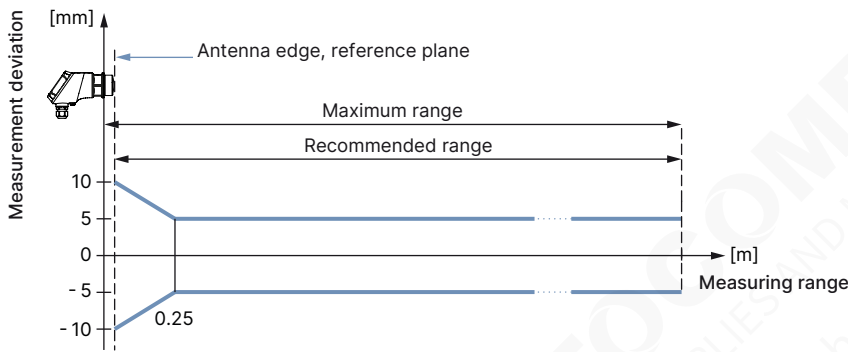 [mm]
Measurement deviation
Antenna edge, reference plane
Maximum range
Recommended range
10
5
0
[m]
Measuring range
- 5
0.25
- 10